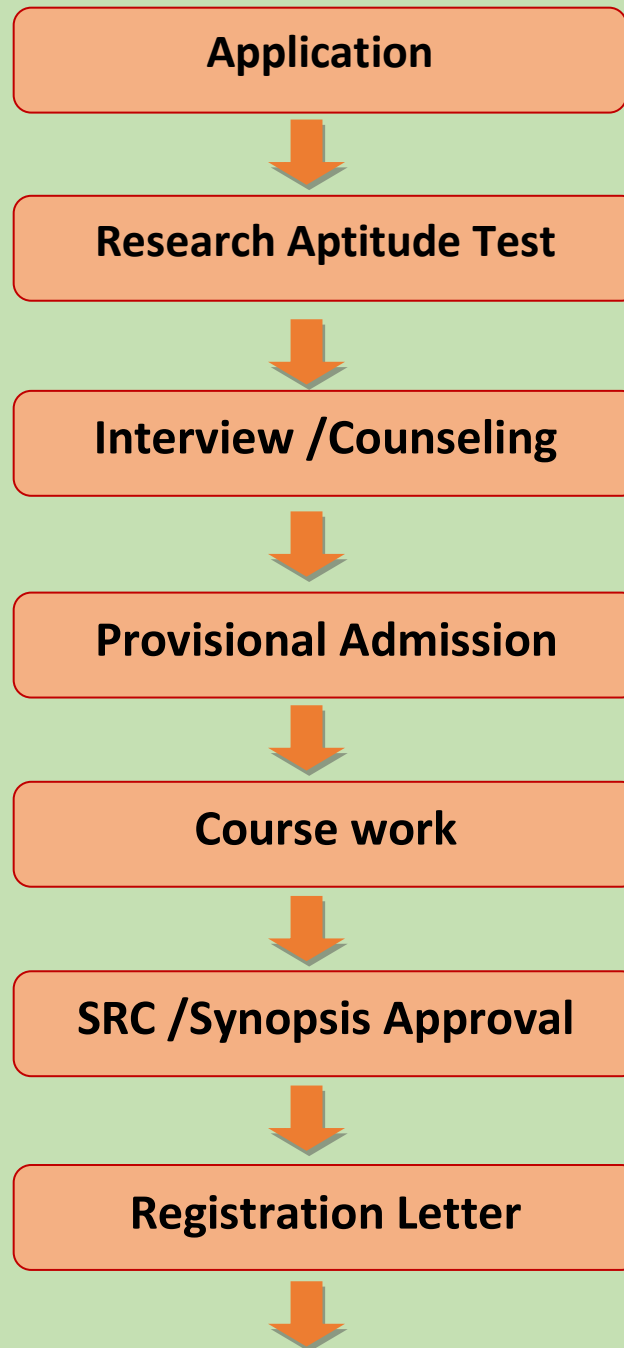 Application
Research Aptitude Test
Interview /Counseling
Provisional Admission
Course work
SRC /Synopsis Approval
Registration Letter